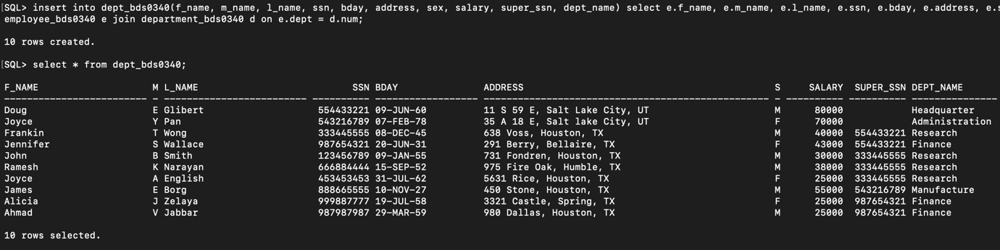 [SQL> insert into dept_bds0340(f_name, m_name, l_name, ssn, bday, address, sex, salary, super_ssn, dept_name) select e.f_name, e.m_name, e.l_name, e.ssn, e.bday, e.address, e.s
employee_bds0340 e join department_bds0340 d on e.dept = d.num;
10 rows created.
[SQL> select * from dept_bds0340;
F_NAME M L_NAME SSN BDAY ADDRESS S SALARY SUPER_SSN DEPT_NAME
------------------------- - ------------------------- ---------- ------------------ -------------------------------------------------- - ---------- ---------- ---------------
Doug E Glibert 554433221 09-JUN-60 11 S 59 E, Salt Lake City, UT M 80000 Headquarter
Joyce Y Pan 543216789 07-FEB-78 35 A 18 E, Salt lake City, UT F 70000 Administration
Frankin T Wong 333445555 08-DEC-45 638 Voss, Houston, TX M 40000 554433221 Research
Jennifer S Wallace 987654321 20-JUN-31 291 Berry, Bellaire, TX F 43000 554433221 Finance
John B Smith 123456789 09-JAN-55 731 Fondren, Houston, TX M 30000 333445555 Research
Ramesh K Narayan 666884444 15-SEP-52 975 Fire Oak, Humble, TX M 38000 333445555 Research
Joyce A English 453453453 31-JUL-62 5631 Rice, Houston, TX F 25000 333445555 Research
James E Borg 888665555 10-NOV-27 450 Stone, Houston, TX M 55000 543216789 Manufacture
Alicia J Zelaya 999887777 19-JUL-58 3321 Castle, Spring, TX F 25000 987654321 Finance
Ahmad V Jabbar 987987987 29-MAR-59 980 Dallas, Houston, TX M 25000 987654321 Finance
10 rows selected.